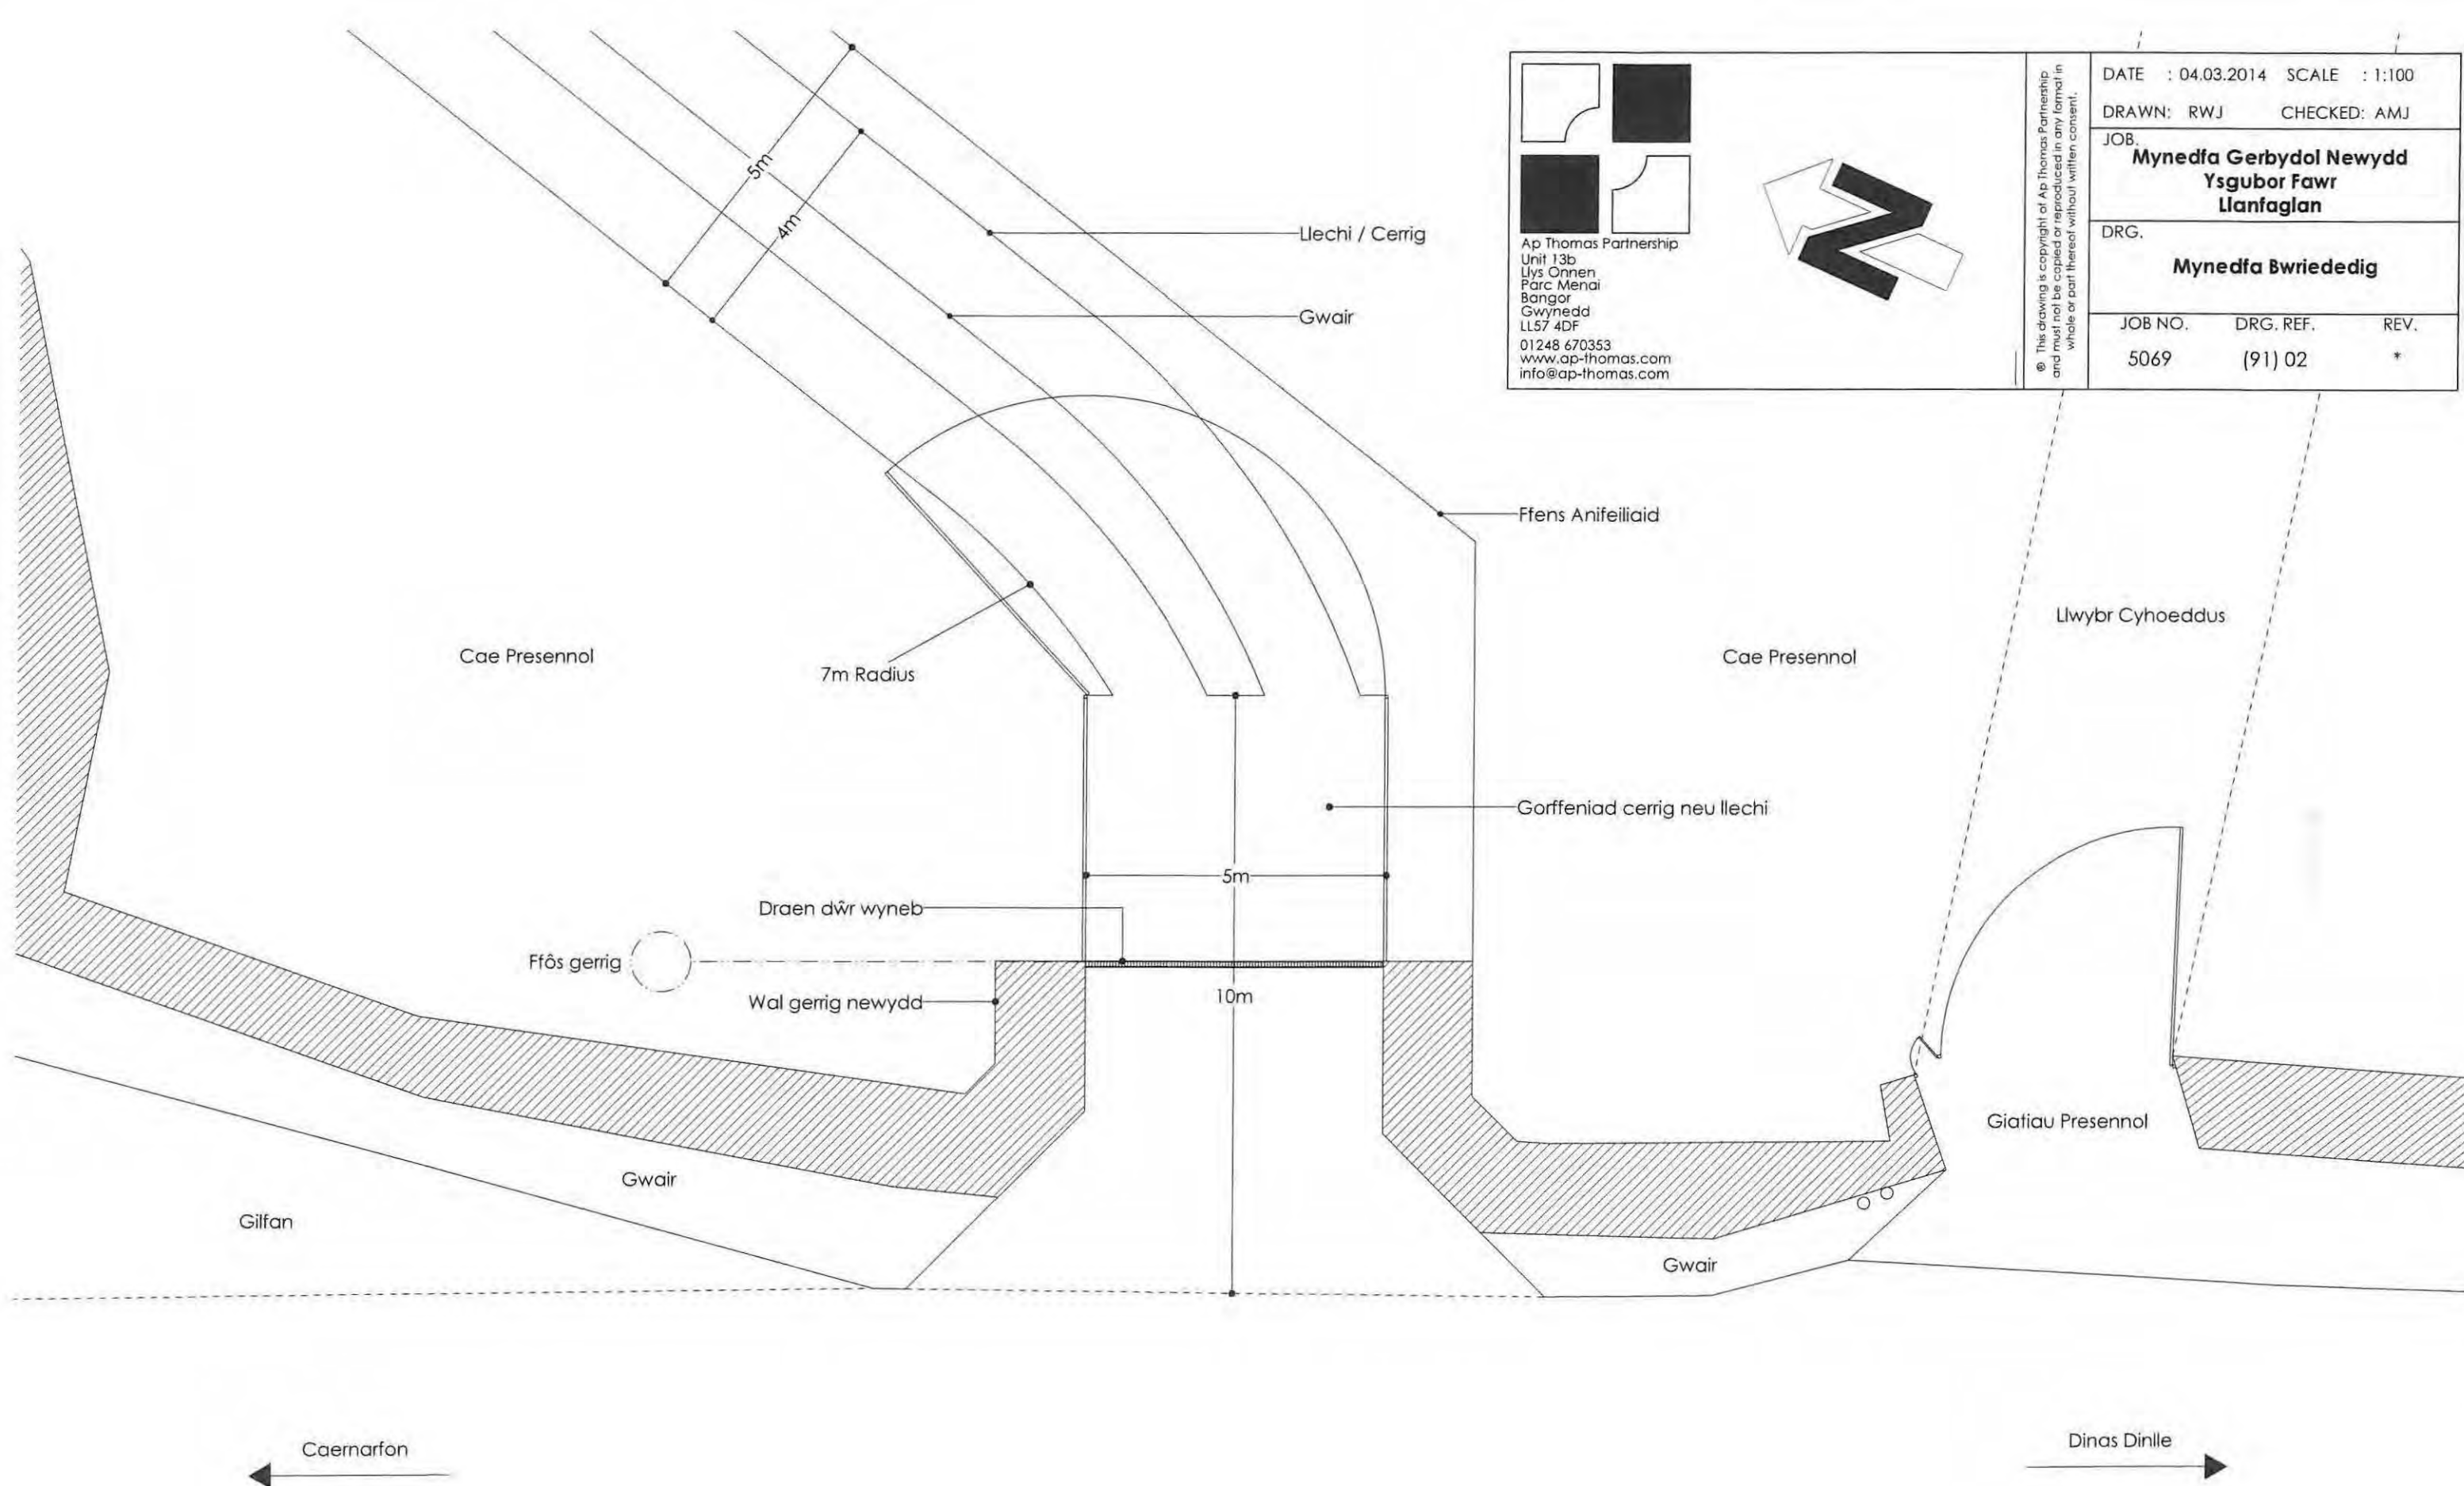 5m
4m
Llechi / Cerrig
Gwair
Ffens Anifeiliaid
Llwybr Cyhoeddus
Cae Presennol
7m Radius
Cae Presennol
Gorffeniad cerrig neu llechi
5m
Draen dŵr wyneb
Ffôs gerrig
Wal gerrig newydd
10m
Giatiau Presennol
Gwair
Gilfan
Gwair
Caernarfon
Dinas Dinlle
Ap Thomas Partnership
Unit 13b
Llys Onnen
Parc Menai
Bangor
Gwynedd
LL57 4DF
01248 670353
www.ap-thomas.com
info@ap-thomas.com
® This drawing is copyright of Ap Thomas Partnership
and must not be copied or reproduced in any format in
whole or part thereof without written consent.
DATE : 04.03.2014 SCALE : 1:100
DRAWN: RWJ CHECKED: AMJ
JOB.
Mynedfa Gerbydol Newydd
Ysgubor Fawr
Llanfaglan
DRG.
Mynedfa Bwriededig
JOB NO. DRG. REF. REV.
5069 (91) 02 *